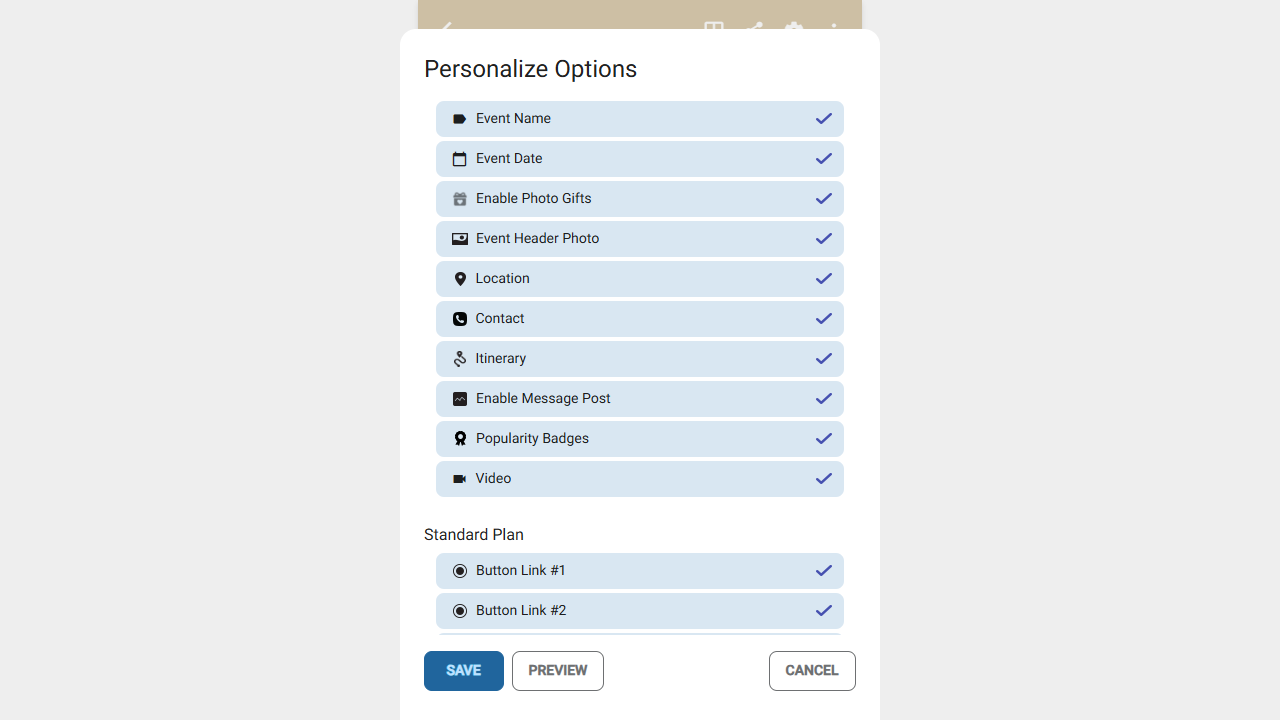 Personalize Options
Event Name
Event Date
Enable Photo Gifts
Event Header Photo
Location
Contact
Itinerary
Enable Message Post
Popularity Badges
Video
Standard Plan
Button Link #1
Button Link #2
SAVE
PREVIEW
CANCEL